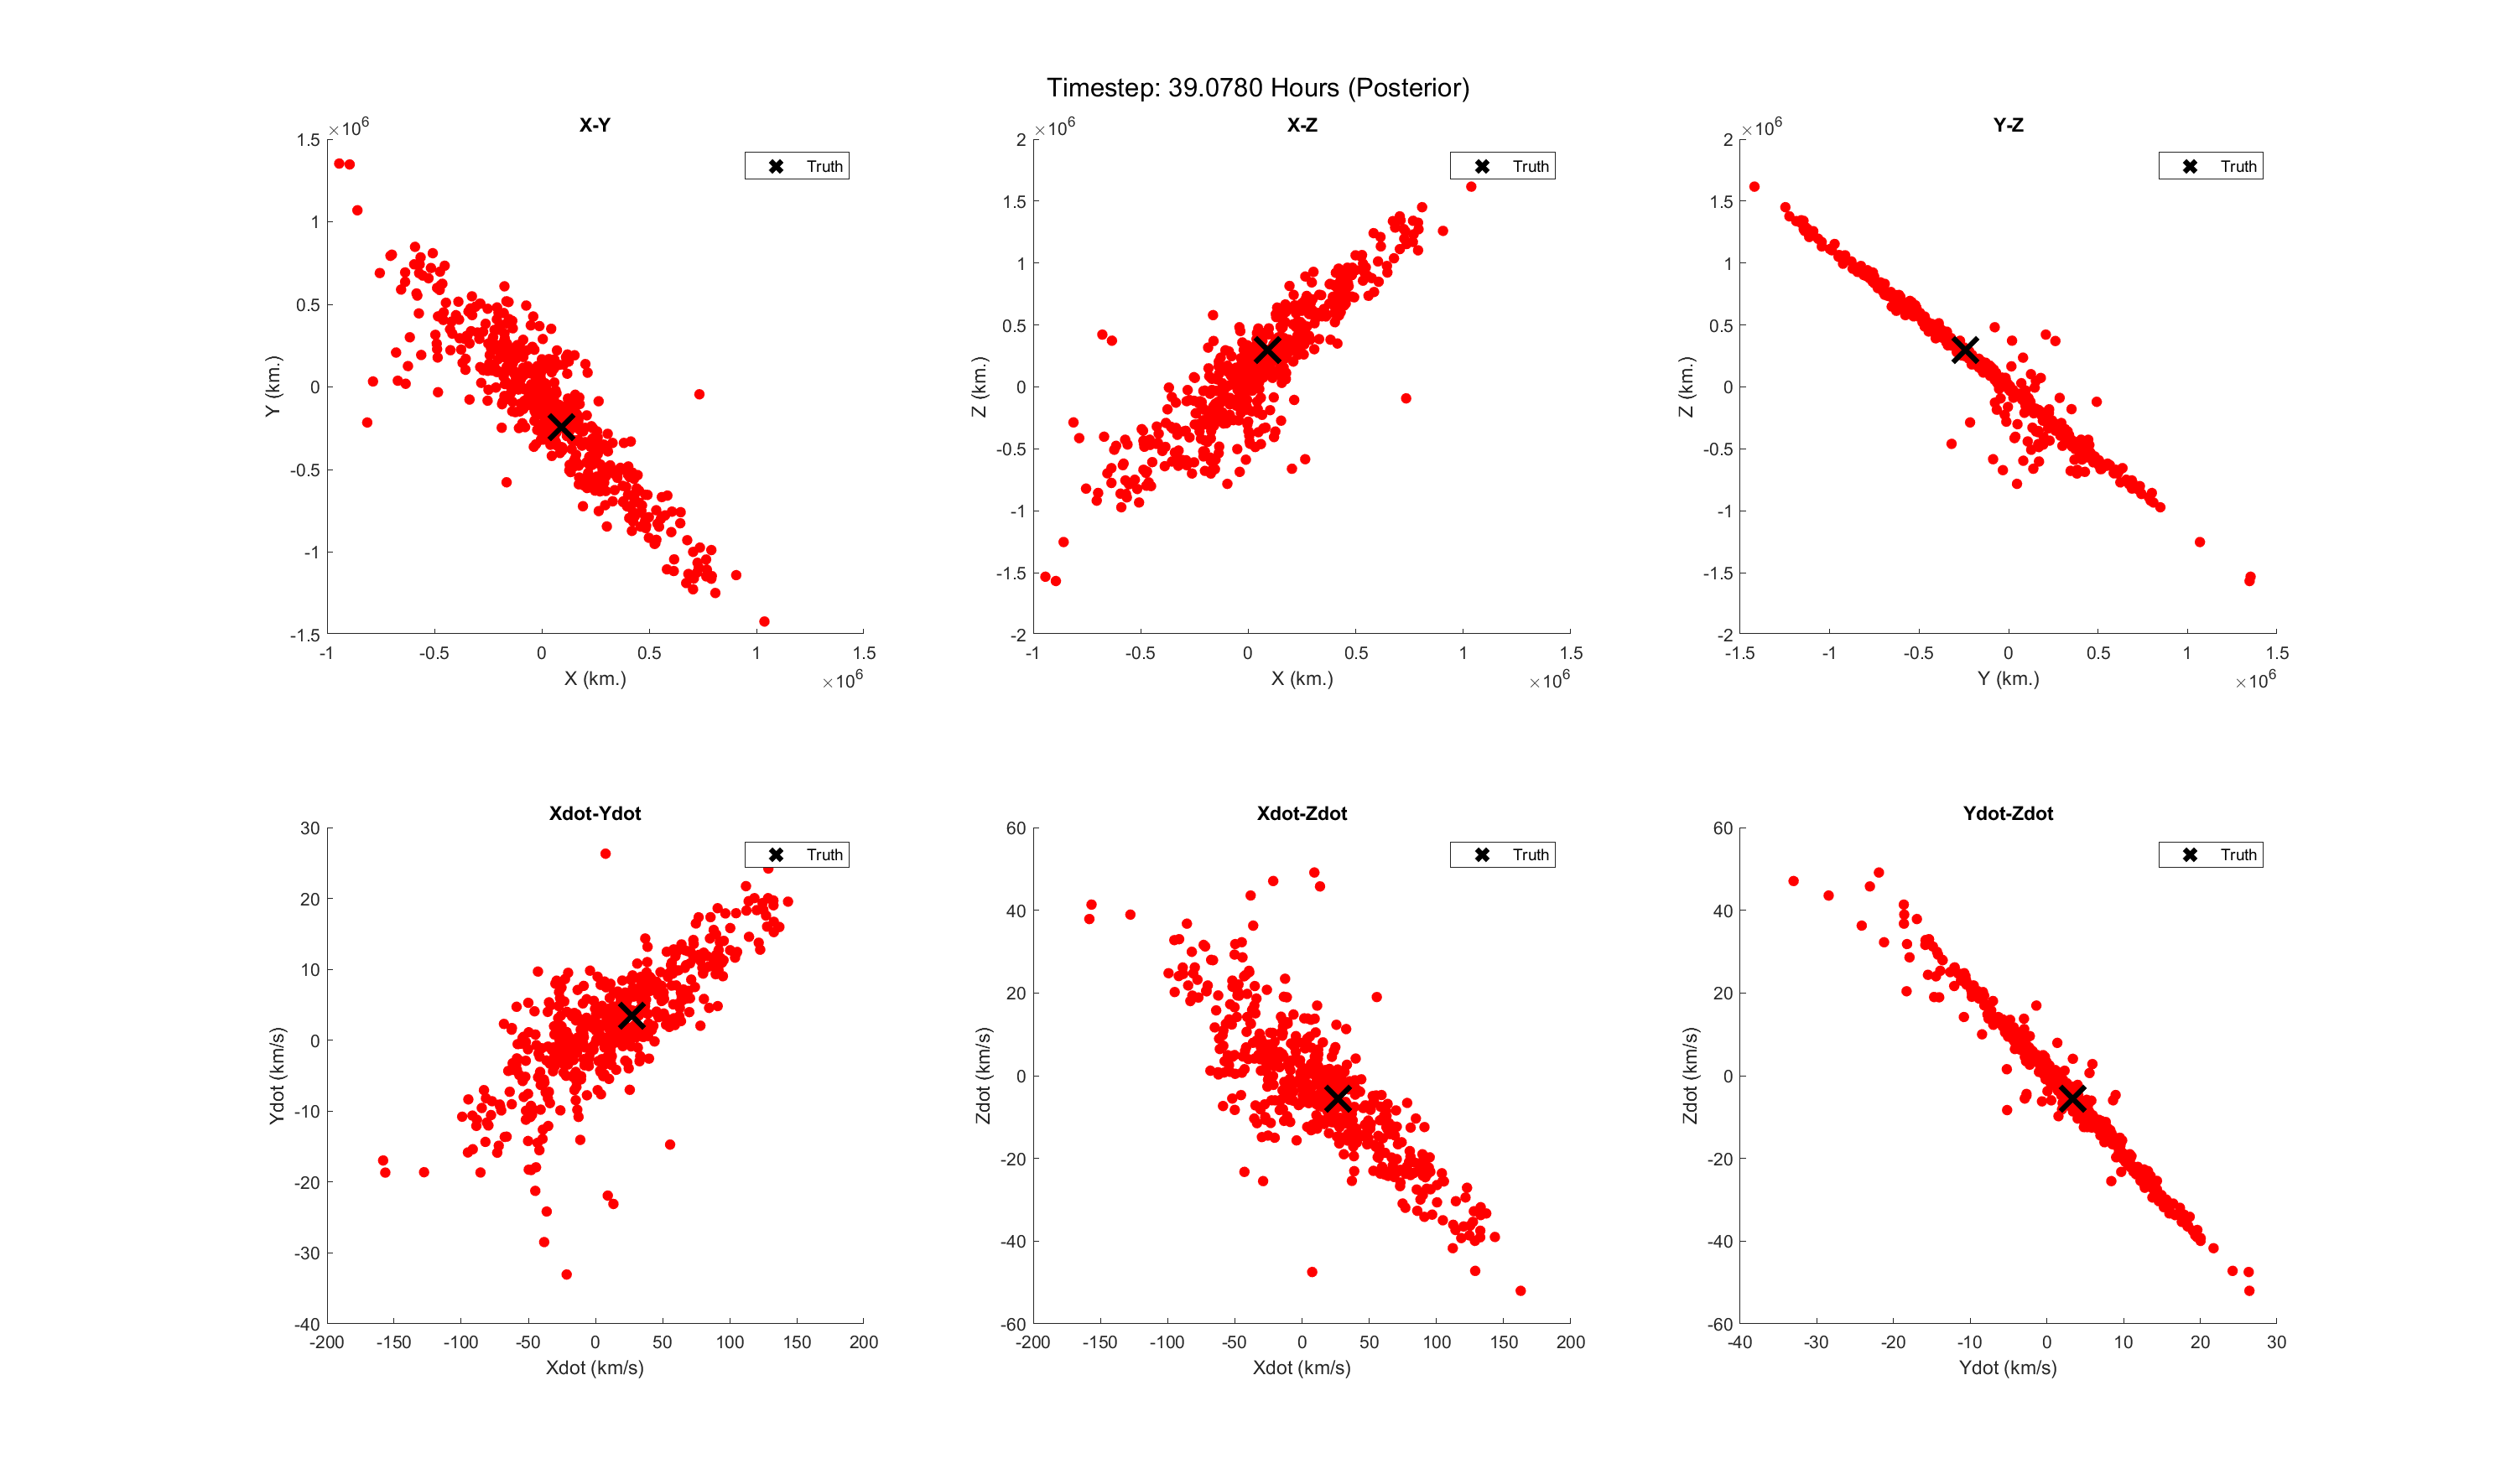 Timestep: 39.0780 Hours (Posterior)
X-Y
×10^6
1.5
1
0.5
0
-0.5
-1
-1.5
Y (km.)
Truth
-1 -0.5 0 0.5 1 1.5
X (km.)
×10^6
X-Z
×10^6
2
1.5
1
0.5
0
-0.5
-1
-1.5
-2
Z (km.)
Truth
-1 -0.5 0 0.5 1 1.5
X (km.)
×10^6
Y-Z
×10^6
2
1.5
1
0.5
0
-0.5
-1
-1.5
-2
Z (km.)
Truth
-1.5 -1 -0.5 0 0.5 1 1.5
Y (km.)
×10^6
Xdot-Ydot
30
20
10
0
-10
-20
-30
-40
Ydot (km/s)
Truth
-200 -150 -100 -50 0 50 100 150 200
Xdot (km/s)
Xdot-Zdot
60
40
20
0
-20
-40
-60
Zdot (km/s)
Truth
-200 -150 -100 -50 0 50 100 150 200
Xdot (km/s)
Ydot-Zdot
60
40
20
0
-20
-40
-60
Zdot (km/s)
Truth
-40 -30 -20 -10 0 10 20 30
Ydot (km/s)